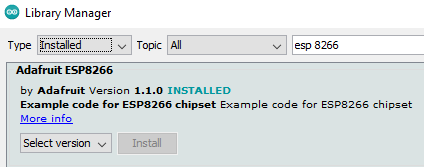 Library Manager
Type Installed Topic All esp 8266
Adafruit ESP8266
by Adafruit Version 1.1.0 INSTALLED
Example code for ESP8266 chipset Example code for ESP8266 chipset
More info
Select version Install